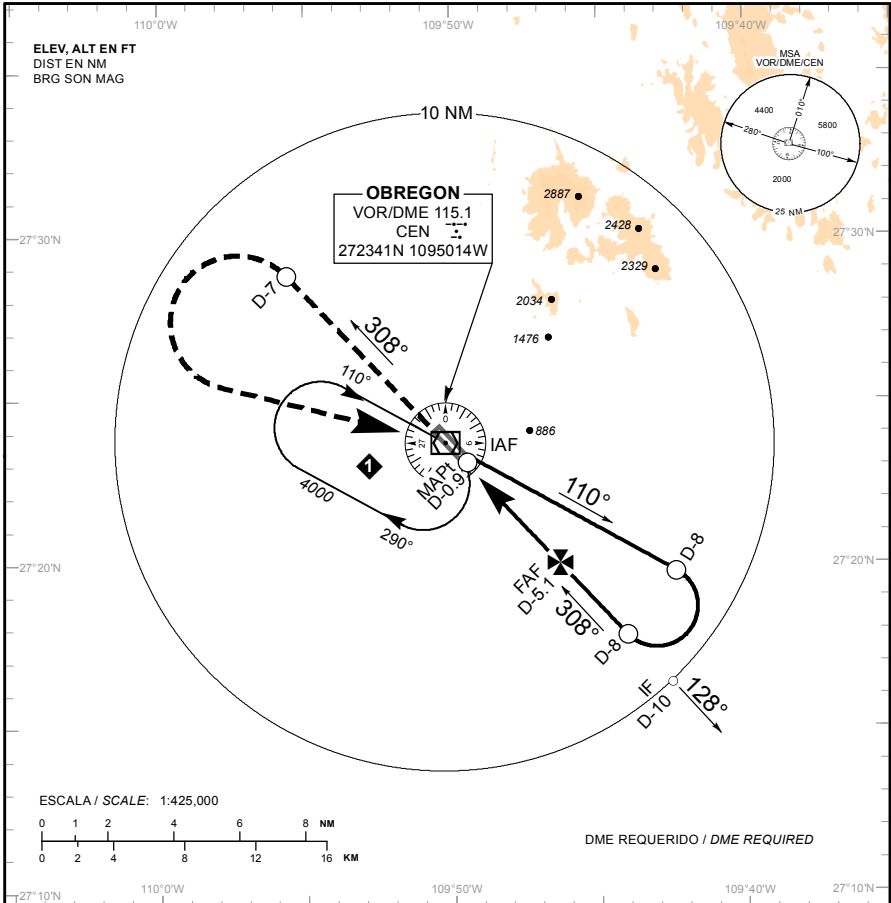 110°0'W
109°50'W
109°40'W
ELEV, ALT EN FT
DIST EN NM
BRG SON MAG
MSA
VOR/DME/CEN
4400
010°
5800
280°
100°
2000
25 NM
10 NM
OBREGON
VOR/DME 115.1
CEN
272341N 1095014W
2887
2428
2329
2034
1476
886
27°30'N
27°30'N
D-7
308°
110°
0
27
9
IAF
MAPt
D-0.9
1
4000
290°
110°
D-8
FAF
D-5.1
308°
D-8
IF
D-10
128°
27°20'N
27°20'N
ESCALA / SCALE: 1:425,000
0 1 2 4 6 8 NM
0 2 4 8 12 16 KM
DME REQUERIDO / DME REQUIRED
27°10'N
27°10'N
110°0'W
109°50'W
109°40'W